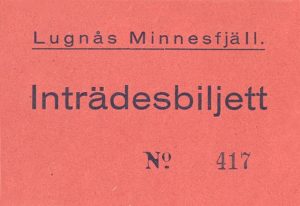 Lugnås Minnesfjäll.
Inträdesbiljett
Nº 417